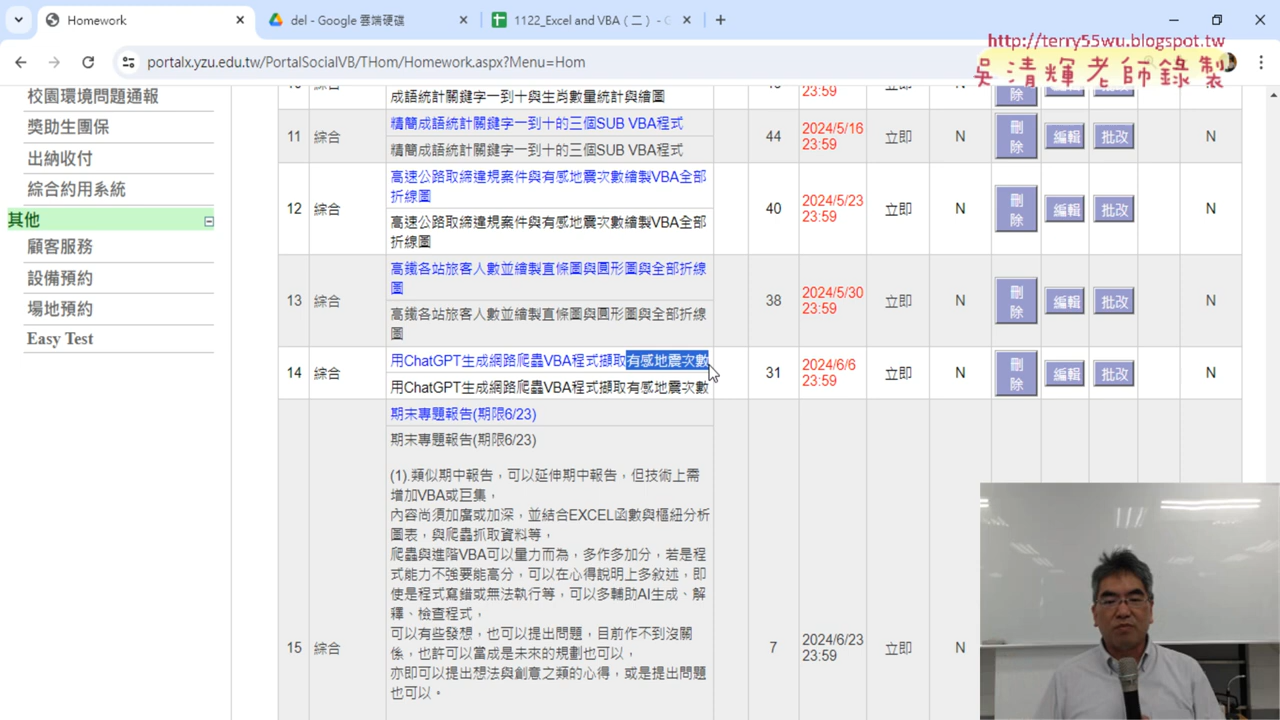 Homework
del - Google 雲端硬碟
1122_Excel and VBA（二） - G
portalx.yzu.edu.tw/PortalSocialVB/THom/Homework.aspx?Menu=Hom
http://terry55wu.blogspot.tw
吳清輝老師錄製
校園環境問題通報
獎助生團保
出納收付
綜合約用系統
其他
顧客服務
設備預約
場地預約
Easy Test
綜合
成語統計關鍵字一到十與生肖數量統計與繪圖
23:59
除
11
綜合
精簡成語統計關鍵字一到十的三個SUB VBA程式
精簡成語統計關鍵字一到十的三個SUB VBA程式
44
2024/5/16
23:59
立即
N
刪
除
編輯
批改
N
12
綜合
高速公路取締違規案件與有感地震次數繪製VBA全部
折線圖
高速公路取締違規案件與有感地震次數繪製VBA全部
折線圖
40
2024/5/23
23:59
立即
N
刪
除
編輯
批改
N
13
綜合
高鐵各站旅客人數並繪製直條圖與圓形圖與全部折線
圖
高鐵各站旅客人數並繪製直條圖與圓形圖與全部折線
圖
38
2024/5/30
23:59
立即
N
刪
除
編輯
批改
N
14
綜合
用ChatGPT生成網路爬蟲VBA程式擷取有感地震次數
用ChatGPT生成網路爬蟲VBA程式擷取有感地震次數
31
2024/6/6
23:59
立即
N
刪
除
編輯
批改
N
15
綜合
期末專題報告(期限6/23)
期末專題報告(期限6/23)
(1).類似期中報告，可以延伸期中報告，但技術上需
增加VBA或巨集，
內容尚須加廣或加深，並結合EXCEL函數與樞紐分析
圖表，與爬蟲抓取資料等，
爬蟲與進階VBA可以量力而為，多作多加分，若是程
式能力不強要能高分，可以在心得說明上多敘述，即
使是程式寫錯或無法執行等，可以多輔助AI生成、解
釋、檢查程式，
可以有些發想，也可以提出問題，目前作不到沒關
係，也許可以當成是未來的規劃也可以，
亦即可以提出想法與創意之類的心得，或是提出問題
也可以。
7
2024/6/23
23:59
立即
N
N